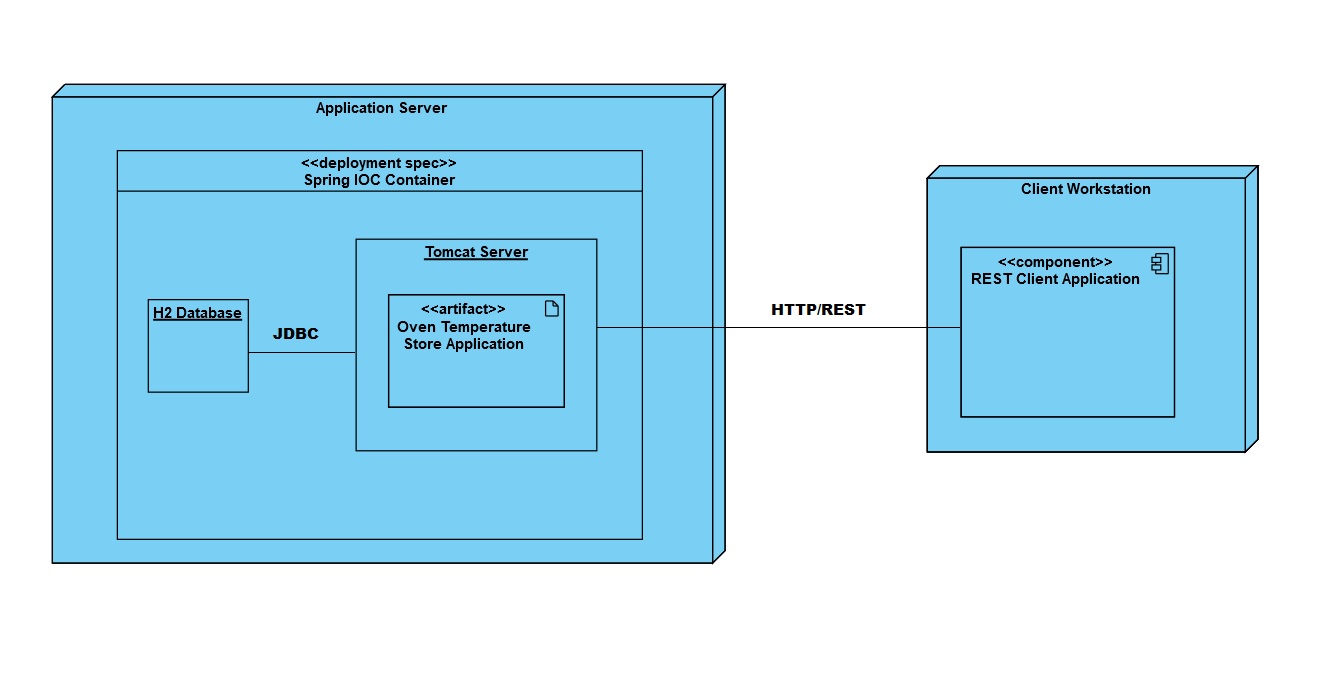 Application Server
<<deployment spec>>
Spring IOC Container
Tomcat Server
<<artifact>>
Oven Temperature
Store Application
H2 Database
JDBC
HTTP/REST
Client Workstation
<<component>>
REST Client Application